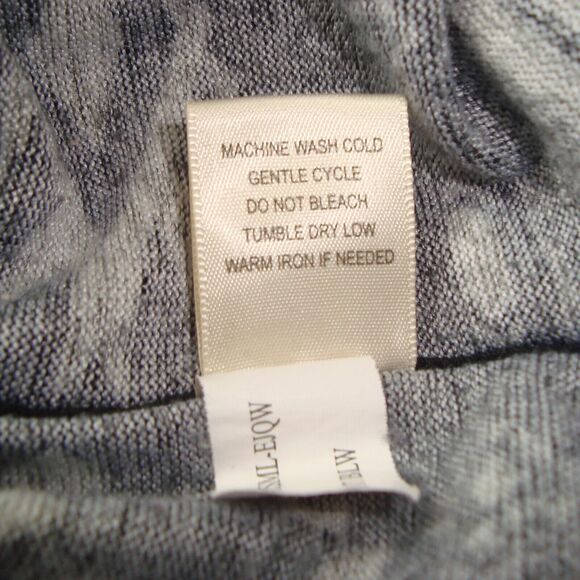 MACHINE WASH COLD
GENTLE CYCLE
DO NOT BLEACH
TUMBLE DRY LOW
WARM IRON IF NEEDED